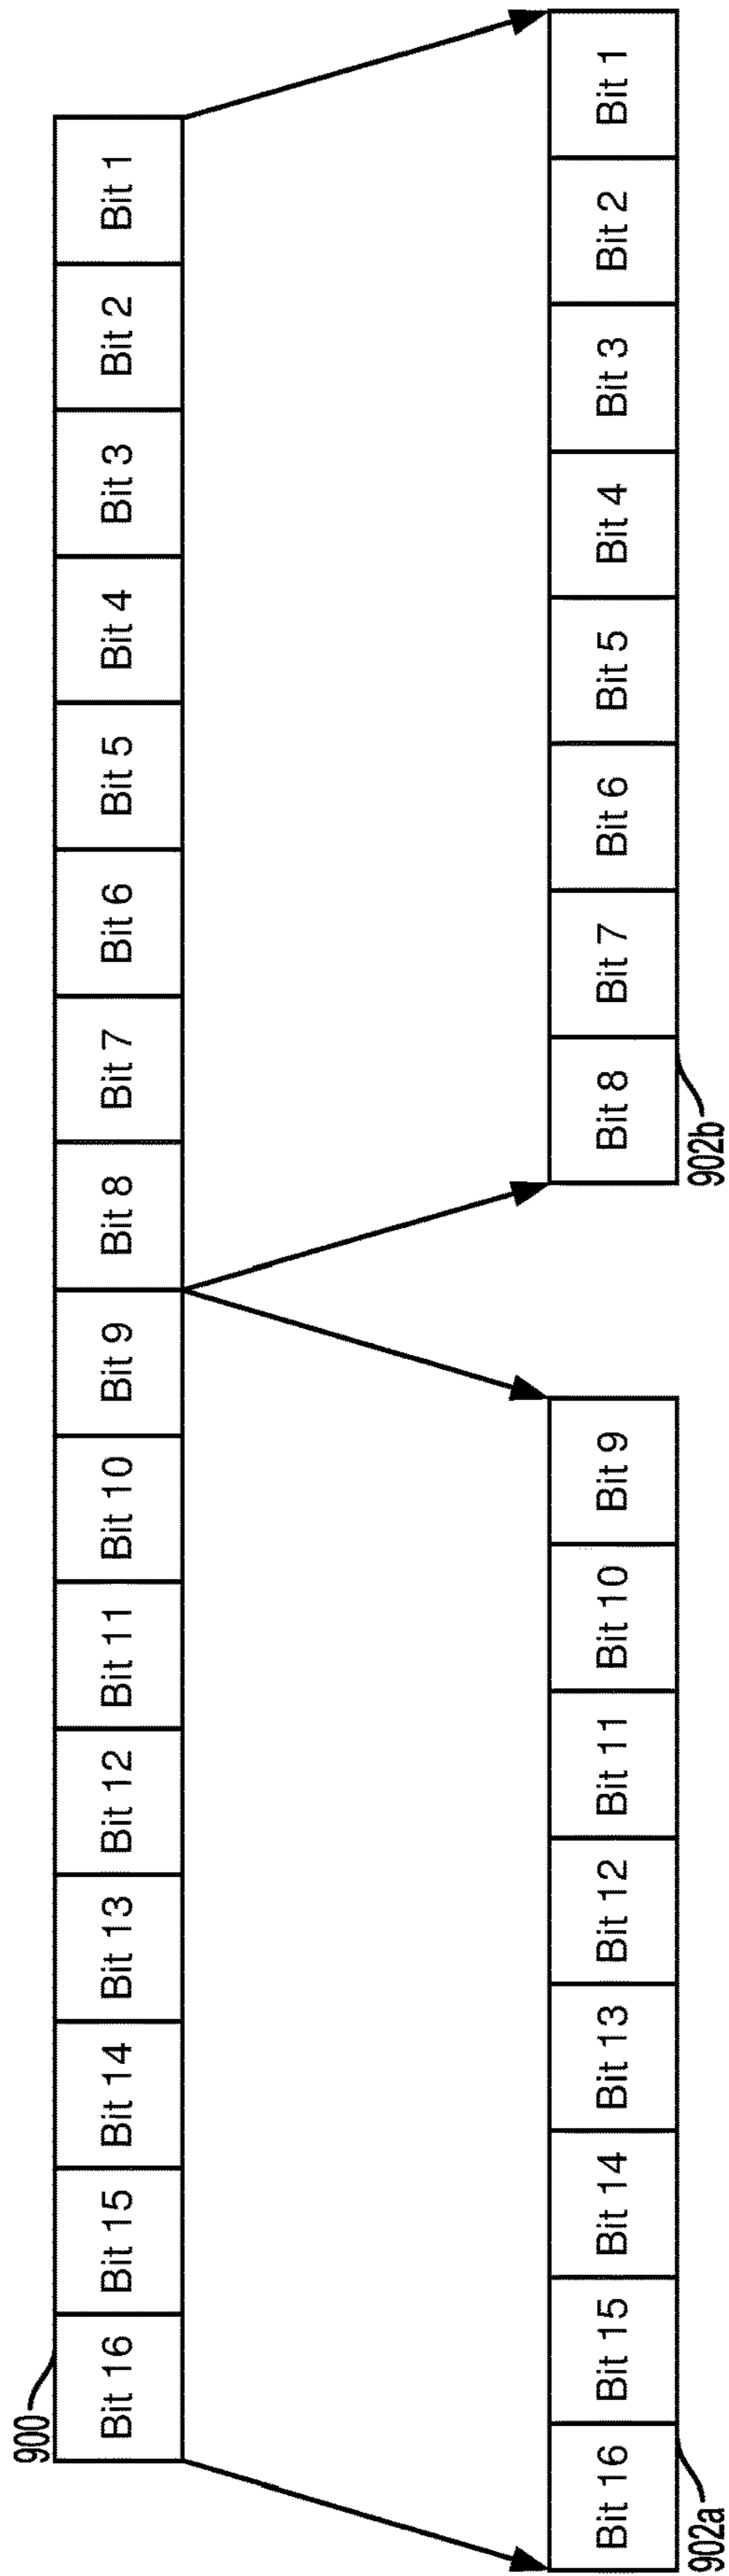 900
Bit 16
Bit 15
Bit 14
Bit 13
Bit 12
Bit 11
Bit 10
Bit 9
Bit 8
Bit 7
Bit 6
Bit 5
Bit 4
Bit 3
Bit 2
Bit 1
Bit 16
Bit 15
Bit 14
Bit 13
Bit 12
Bit 11
Bit 10
Bit 9
Bit 8
Bit 7
Bit 6
Bit 5
Bit 4
Bit 3
Bit 2
Bit 1
902a
902b